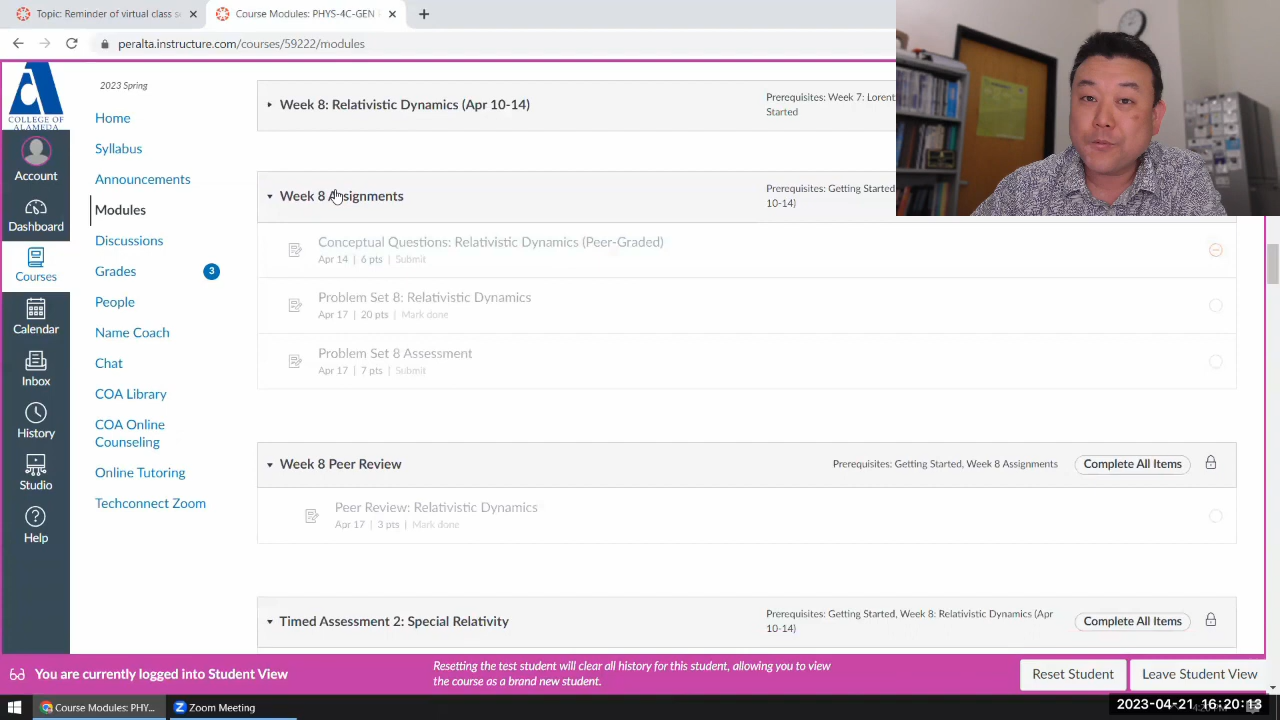 Topic: Reminder of virtual class s
Course Modules: PHYS-4C-GEN
peralta.instructure.com/courses/59222/modules
COLLEGE OF
ALAMEDA
Account
Dashboard
Courses
Calendar
Inbox
History
Studio
Help
2023 Spring
Home
Syllabus
Announcements
Modules
Discussions
Grades
3
People
Name Coach
Chat
COA Library
COA Online
Counseling
Online Tutoring
Techconnect Zoom
Week 8: Relativistic Dynamics (Apr 10-14)
Prerequisites: Week 7: Lorent
Started
Week 8 Assignments
Prerequisites: Getting Started
10-14)
Conceptual Questions: Relativistic Dynamics (Peer-Graded)
Apr 14 | 6 pts | Submit
Problem Set 8: Relativistic Dynamics
Apr 17 | 20 pts | Mark done
Problem Set 8 Assessment
Apr 17 | 7 pts | Submit
Week 8 Peer Review
Prerequisites: Getting Started, Week 8 Assignments
Complete All Items
Peer Review: Relativistic Dynamics
Apr 17 | 3 pts | Mark done
Timed Assessment 2: Special Relativity
Prerequisites: Getting Started, Week 8: Relativistic Dynamics (Apr
10-14)
Complete All Items
You are currently logged into Student View
Resetting the test student will clear all history for this student, allowing you to view
the course as a brand new student.
Reset Student
Leave Student View
Course Modules: PHY...
Zoom Meeting
2023-04-21 16:20:13